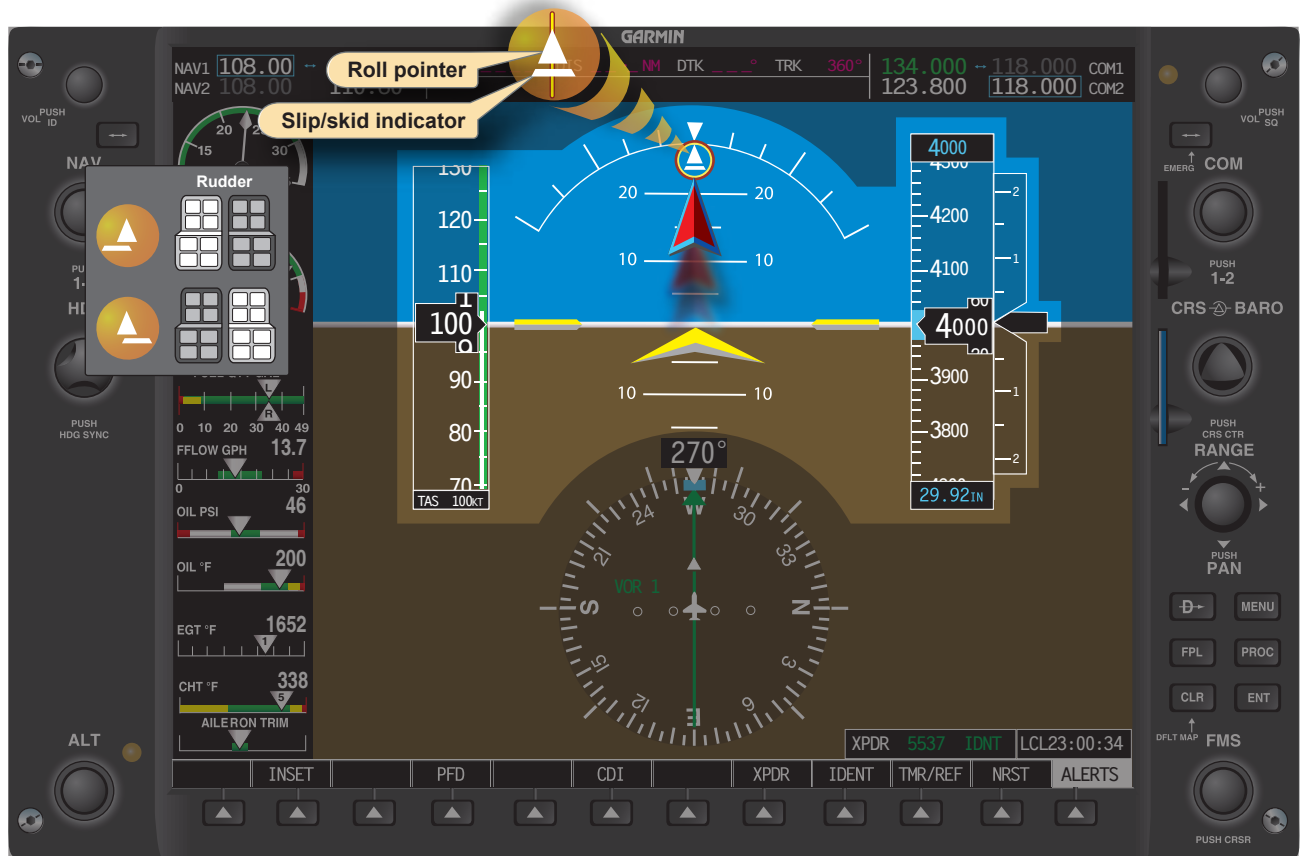 GARMIN
NAV1 108.00 ↔ NM DTK _ _ _° TRK 360° 134.000 ↔ 118.000 COM1
NAV2 108.00 110.60 123.800 118.000 COM2
Roll pointer
Slip/skid indicator
PUSH
VOL ID
NAV
PUSH
VOL SQ
EMERG
COM
PUSH
1-2
CRS BARO
PUSH
CRS CTR
RANGE
- +
PUSH
PAN
D MENU
FPL PROC
CLR ENT
DFLT MAP FMS
PUSH CRSR
Rudder
PUSH
HDG SYNC
ALT
15 20 30
L
R
0 10 20 30 40 49
FFLOW GPH 13.7
0 30
OIL PSI 46
OIL °F 200
EGT °F 1652
1
CHT °F 338
5
AILERON TRIM
130
120
110
100
90
80
70
TAS 100KT
20 20
10 10
10 10
4000
4300
4200
4100
4000
3900
3800
29.92IN
2
1
1
2
270°
W 30 33 N 3 6 E 12 15 S 21 24
VOR 1
XPDR 5537 IDNT LCL23:00:34
INSET PFD CDI XPDR IDENT TMR/REF NRST ALERTS